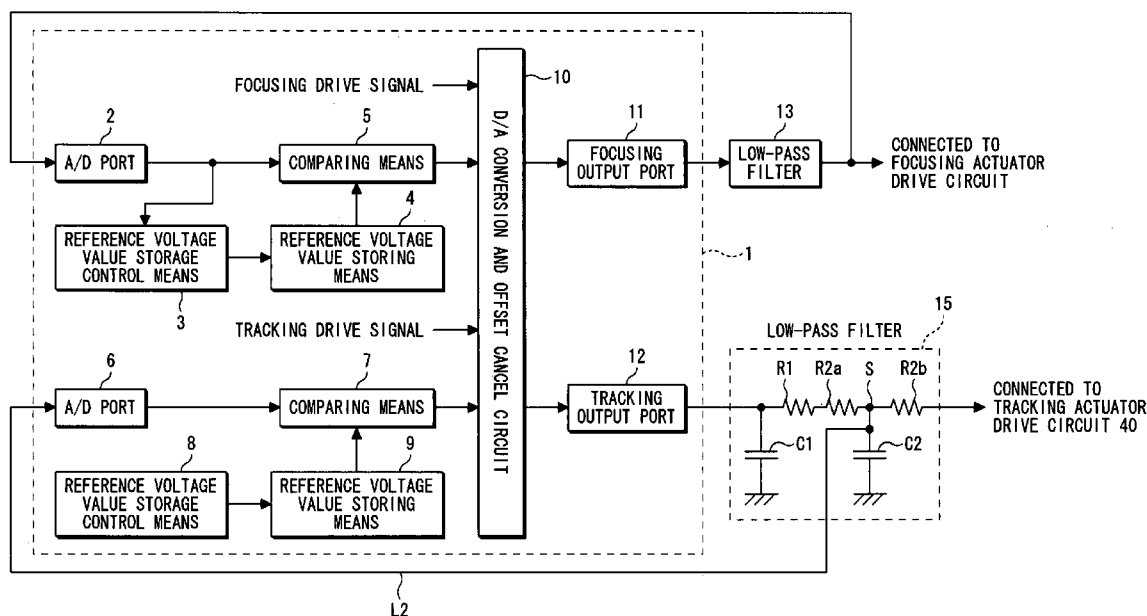 10
FOCUSING DRIVE SIGNAL
2
5
11
13
A/D PORT
COMPARING MEANS
FOCUSING
OUTPUT PORT
LOW-PASS
FILTER
CONNECTED TO
FOCUSING ACTUATOR
DRIVE CIRCUIT
4
REFERENCE VOLTAGE
VALUE STORAGE
CONTROL MEANS
REFERENCE VOLTAGE
VALUE STORING
MEANS
3
1
D/A CONVERSION AND OFFSET CANCEL CIRCUIT
TRACKING DRIVE SIGNAL
LOW-PASS FILTER
15
6
7
12
R1
R2a
S
R2b
A/D PORT
COMPARING MEANS
TRACKING
OUTPUT PORT
CONNECTED TO
TRACKING ACTUATOR
DRIVE CIRCUIT 40
C1
C2
8
9
REFERENCE VOLTAGE
VALUE STORAGE
CONTROL MEANS
REFERENCE VOLTAGE
VALUE STORING
MEANS
L2